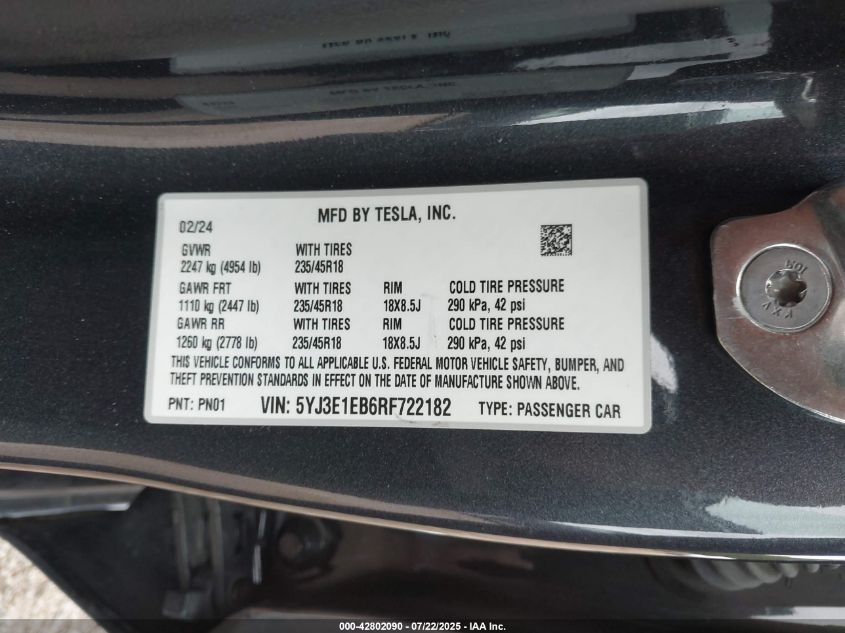 02/24
MFD BY TESLA, INC.
GVWR WITH TIRES
2247 kg (4954 lb) 235/45R18
GAWR FRT WITH TIRES RIM COLD TIRE PRESSURE
1110 kg (2447 lb) 235/45R18 18X8.5J 290 kPa, 42 psi
GAWR RR WITH TIRES RIM COLD TIRE PRESSURE
1260 kg (2778 lb) 235/45R18 18X8.5J 290 kPa, 42 psi
THIS VEHICLE CONFORMS TO ALL APPLICABLE U.S. FEDERAL MOTOR VEHICLE SAFETY, BUMPER, AND
THEFT PREVENTION STANDARDS IN EFFECT ON THE DATE OF MANUFACTURE SHOWN ABOVE.
PNT: PN01 VIN: 5YJ3E1EB6RF722182 TYPE: PASSENGER CAR
000-42802090 - 07/22/2025 - IAA Inc.